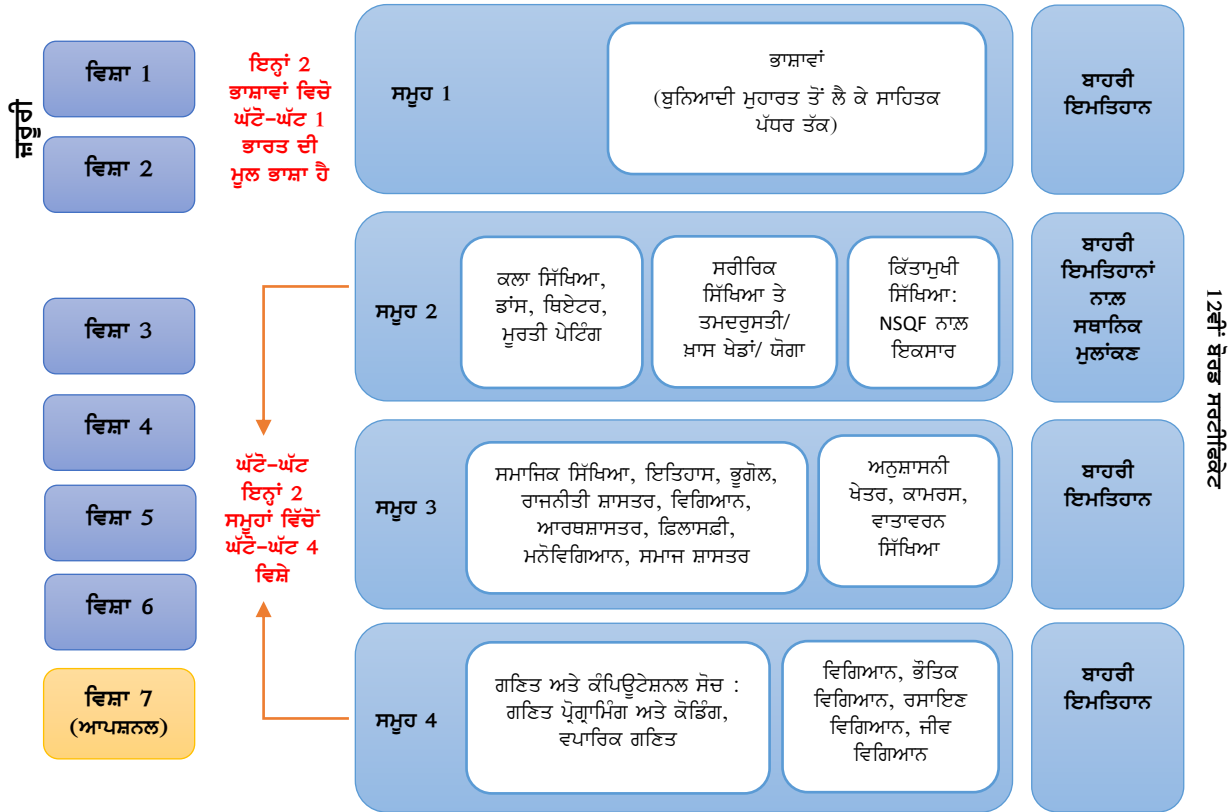 ਜ਼ਰੂਰੀ
ਵਿਸ਼ਾ 1
ਵਿਸ਼ਾ 2
ਵਿਸ਼ਾ 3
ਵਿਸ਼ਾ 4
ਵਿਸ਼ਾ 5
ਵਿਸ਼ਾ 6
ਵਿਸ਼ਾ 7
(ਆਪਸ਼ਨਲ)
ਇਨ੍ਹਾਂ 2
ਭਾਸ਼ਾਵਾਂ ਵਿਚੋ
ਘੱਟੋ-ਘੱਟ 1
ਭਾਰਤ ਦੀ
ਮੂਲ ਭਾਸ਼ਾ ਹੈ
ਘੱਟੋ-ਘੱਟ
ਇਨ੍ਹਾਂ 2
ਸਮੂਹਾਂ ਵਿੱਚੋਂ
ਘੱਟੋ-ਘੱਟ 4
ਵਿਸ਼ੇ
ਸਮੂਹ 1
ਭਾਸ਼ਾਵਾਂ
(ਬੁਨਿਆਦੀ ਮੁਹਾਰਤ ਤੋਂ ਲੈ ਕੇ ਸਾਹਿਤਕ
ਪੱਧਰ ਤੱਕ)
ਬਾਹਰੀ
ਇਮਤਿਹਾਨ
ਸਮੂਹ 2
ਕਲਾ ਸਿੱਖਿਆ,
ਡਾਂਸ, ਥਿਏਟਰ,
ਮੂਰਤੀ ਪੇਟਿੰਗ
ਸਰੀਰਿਕ
ਸਿੱਖਿਆ ਤੇ
ਤਮਦਰੁਸਤੀ/
ਖ਼ਾਸ ਖੇਡਾਂ/ ਯੋਗਾ
ਕਿੱਤਾਮੁਖੀ
ਸਿੱਖਿਆ:
NSQF ਨਾਲ਼
ਇਕਸਾਰ
ਬਾਹਰੀ
ਇਮਤਿਹਾਨਾਂ
ਨਾਲ਼
ਸਥਾਨਿਕ
ਮੁਲਾਂਕਣ
ਸਮੂਹ 3
ਸਮਾਜਿਕ ਸਿੱਖਿਆ, ਇਤਿਹਾਸ, ਭੂਗੋਲ,
ਰਾਜਨੀਤੀ ਸ਼ਾਸਤਰ, ਵਿਗਿਆਨ,
ਆਰਥਸ਼ਾਸਤਰ, ਫ਼ਿਲਾਸਫ਼ੀ,
ਮਨੋਵਿਗਿਆਨ, ਸਮਾਜ ਸ਼ਾਸਤਰ
ਅਨੁਸ਼ਾਸਨੀ
ਖੇਤਰ, ਕਾਮਰਸ,
ਵਾਤਾਵਰਨ
ਸਿੱਖਿਆ
ਬਾਹਰੀ
ਇਮਤਿਹਾਨ
ਸਮੂਹ 4
ਗਣਿਤ ਅਤੇ ਕੰਪਿਊਟੇਸ਼ਨਲ ਸੋਚ :
ਗਣਿਤ ਪ੍ਰੋਗ੍ਰਾਮਿੰਗ ਅਤੇ ਕੋਡਿੰਗ,
ਵਪਾਰਿਕ ਗਣਿਤ
ਵਿਗਿਆਨ, ਭੌਤਿਕ
ਵਿਗਿਆਨ, ਰਸਾਇਣ
ਵਿਗਿਆਨ, ਜੀਵ
ਵਿਗਿਆਨ
ਬਾਹਰੀ
ਇਮਤਿਹਾਨ
12ਵੀਂ ਬੋਰਡ ਸਰਟੀਫਿਕੇਟ